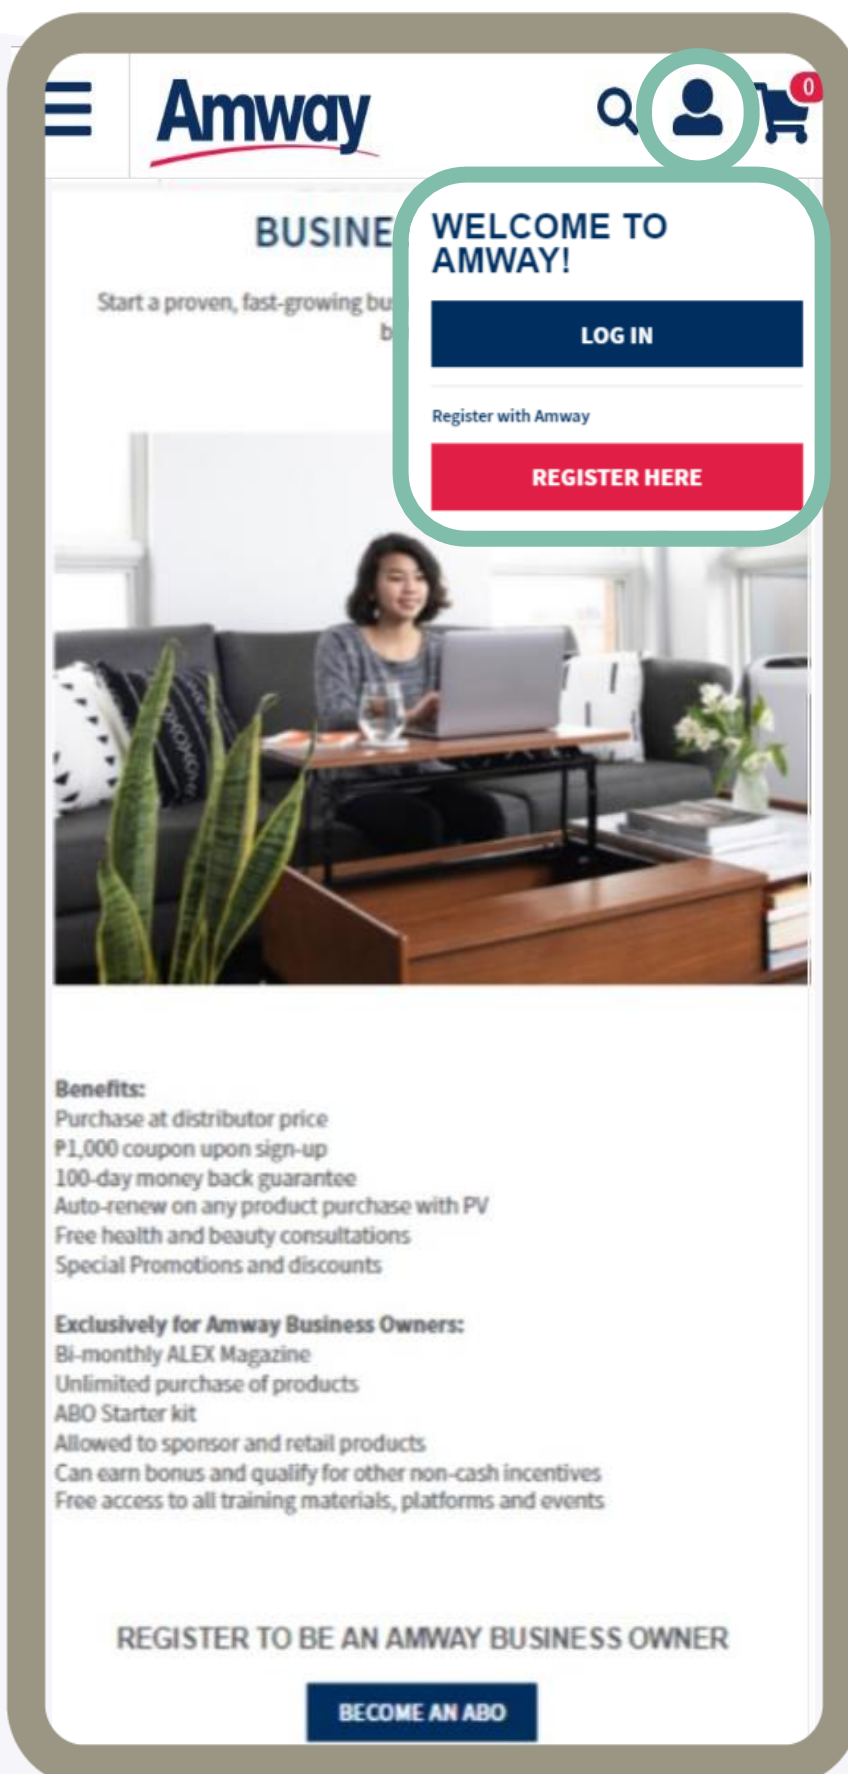 Amway
0
BUSINE
Start a proven, fast-growing bu
b
WELCOME TO
AMWAY!
LOG IN
Register with Amway
REGISTER HERE
Benefits:
Purchase at distributor price
₱1,000 coupon upon sign-up
100-day money back guarantee
Auto-renew on any product purchase with PV
Free health and beauty consultations
Special Promotions and discounts
Exclusively for Amway Business Owners:
Bi-monthly ALEX Magazine
Unlimited purchase of products
ABO Starter kit
Allowed to sponsor and retail products
Can earn bonus and qualify for other non-cash incentives
Free access to all training materials, platforms and events
REGISTER TO BE AN AMWAY BUSINESS OWNER
BECOME AN ABO